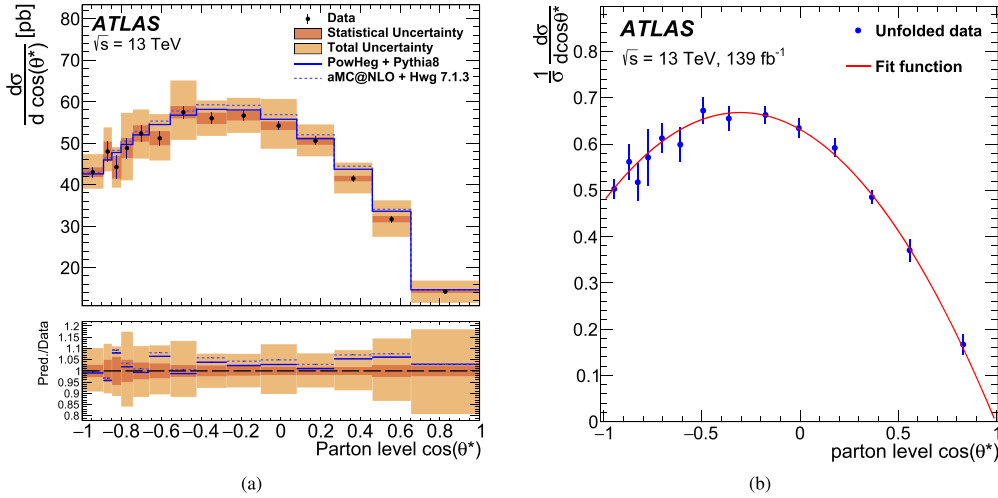 ATLAS
√s = 13 TeV
Data
Statistical Uncertainty
Total Uncertainty
PowHeg + Pythia8
aMC@NLO + Hwg 7.1.3
dσ
d cos(θ*)
[pb]
80
70
60
50
40
30
20
Pred./Data
1.2
1.15
1.1
1.05
1
0.95
0.9
0.85
0.8
−1 −0.8 −0.6 −0.4 −0.2 0 0.2 0.4 0.6 0.8 1
Parton level cos(θ*)
(a)
ATLAS
√s = 13 TeV, 139 fb⁻¹
Unfolded data
Fit function
1 dσ
σ dcosθ*
0.9
0.8
0.7
0.6
0.5
0.4
0.3
0.2
0.1
0
−1 −0.5 0 0.5 1
parton level cos(θ*)
(b)